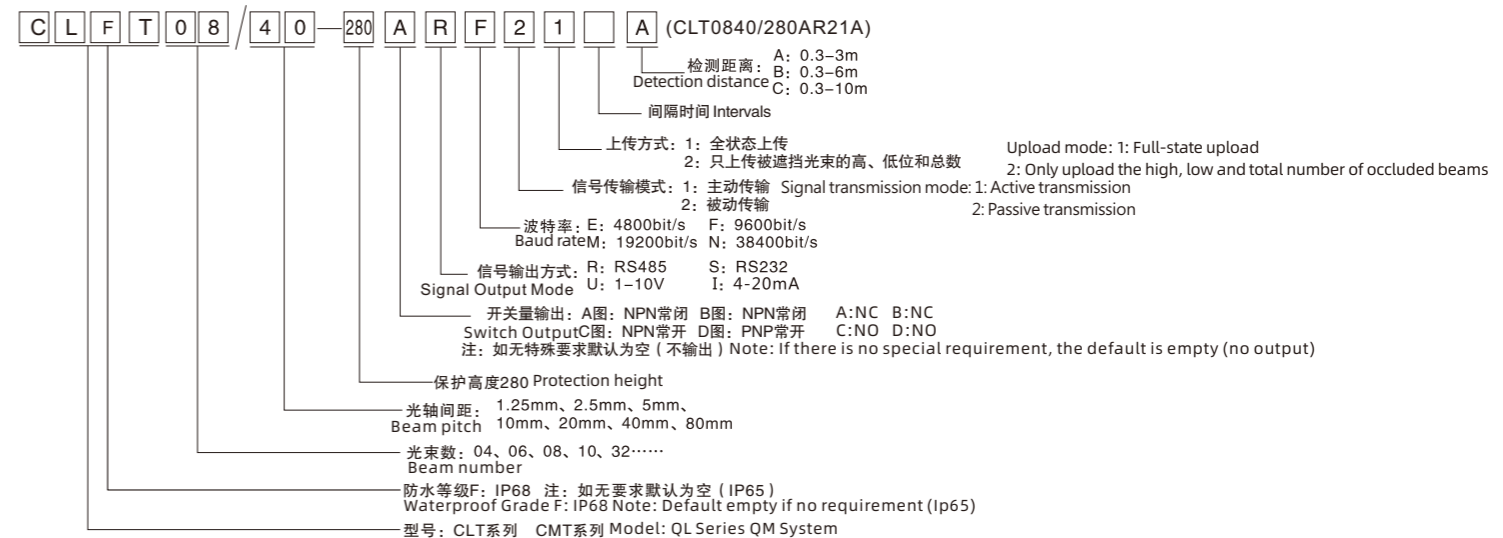 C L F T 0 8 / 4 0 — 280 A R F 2 1 A (CLT0840/280AR21A)
检测距离: A: 0.3–3m
Detection distance B: 0.3–6m
C: 0.3–10m
间隔时间 Intervals
上传方式: 1: 全状态上传 Upload mode: 1: Full-state upload
2: 只上传被遮挡光束的高、低位和总数 2: Only upload the high, low and total number of occluded beams
信号传输模式: 1: 主动传输 Signal transmission mode: 1: Active transmission
2: 被动传输 2: Passive transmission
波特率: E: 4800bit/s F: 9600bit/s
Baud rate M: 19200bit/s N: 38400bit/s
信号输出方式: R: RS485 S: RS232
Signal Output Mode U: 1–10V I: 4-20mA
开关量输出: A图: NPN常闭 B图: NPN常闭 A:NC B:NC
Switch Output C图: NPN常开 D图: PNP常开 C:NO D:NO
注: 如无特殊要求默认为空 ( 不输出 ) Note: If there is no special requirement, the default is empty (no output)
保护高度280 Protection height
光轴间距: 1.25mm、2.5mm、5mm、
Beam pitch 10mm、20mm、40mm、80mm
光束数: 04、06、08、10、32……
Beam number
防水等级F: IP68 注: 如无要求默认为空 ( IP65 )
Waterproof Grade F: IP68 Note: Default empty if no requirement (Ip65)
型号: CLT系列 CMT系列 Model: QL Series QM System